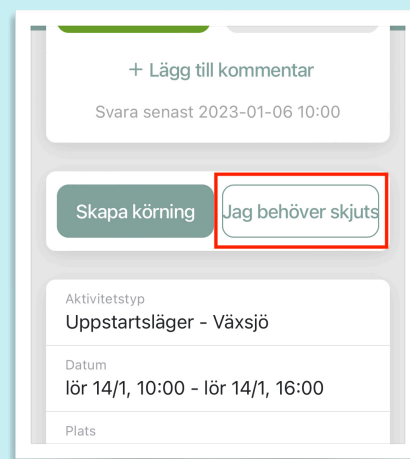 + Lägg till kommentar
Svara senast 2023-01-06 10:00
Skapa körning
Jag behöver skjuts
Aktivitetstyp
Uppstartsläger - Växsjö
Datum
lör 14/1, 10:00 - lör 14/1, 16:00
Plats